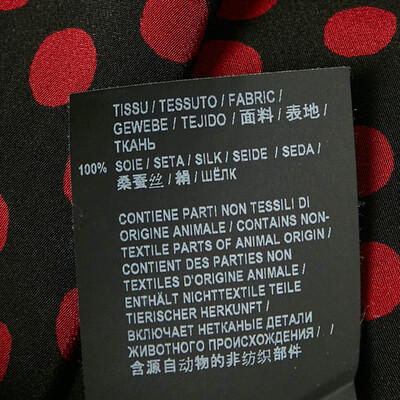 TISSU / TESSUTO / FABRIC /
GEWEBE / TEJIDO / 面料 / 表地 /
ТКАНЬ
100% SOIE / SETA / SILK / SEIDE / SEDA /
桑蚕丝 / 絹 / ШЁЛК
CONTIENE PARTI NON TESSILI DI
ORIGINE ANIMALE / CONTAINS NON-
TEXTILE PARTS OF ANIMAL ORIGIN /
CONTIENT DES PARTIES NON
TEXTILES D'ORIGINE ANIMALE /
ENTHÄLT NICHTTEXTILE TEILE
TIERISCHER HERKUNFT /
ВКЛЮЧАЕТ НЕТКАНЫЕ ДЕТАЛИ
ЖИВОТНОГО ПРОИСХОЖДЕНИЯ /
含源自动物的非纺织部件